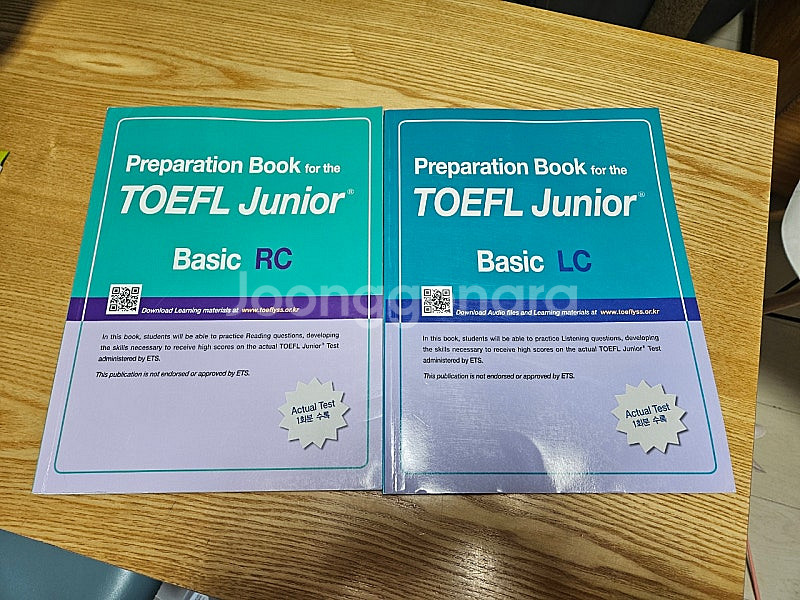 Preparation Book for the
TOEFL Junior®
Basic RC
Download Learning materials at www.toeflyss.or.kr
In this book, students will be able to practice Reading questions, developing
the skills necessary to receive high scores on the actual TOEFL Junior® Test
administered by ETS.
This publication is not endorsed or approved by ETS.
Actual Test
1회분 수록
Preparation Book for the
TOEFL Junior®
Basic LC
Download Audio files and Learning materials at www.toeflyss.or.kr
In this book, students will be able to practice Listening questions, developing
the skills necessary to receive high scores on the actual TOEFL Junior® Test
administered by ETS.
This publication is not endorsed or approved by ETS.
Actual Test
1회분 수록
Joonggonara